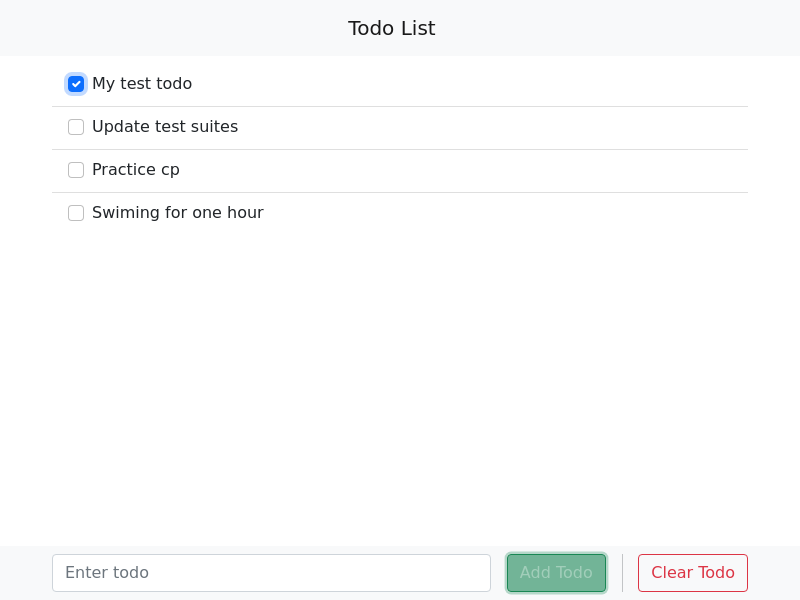 Todo List
My test todo
Update test suites
Practice cp
Swiming for one hour
Enter todo
Add Todo
Clear Todo